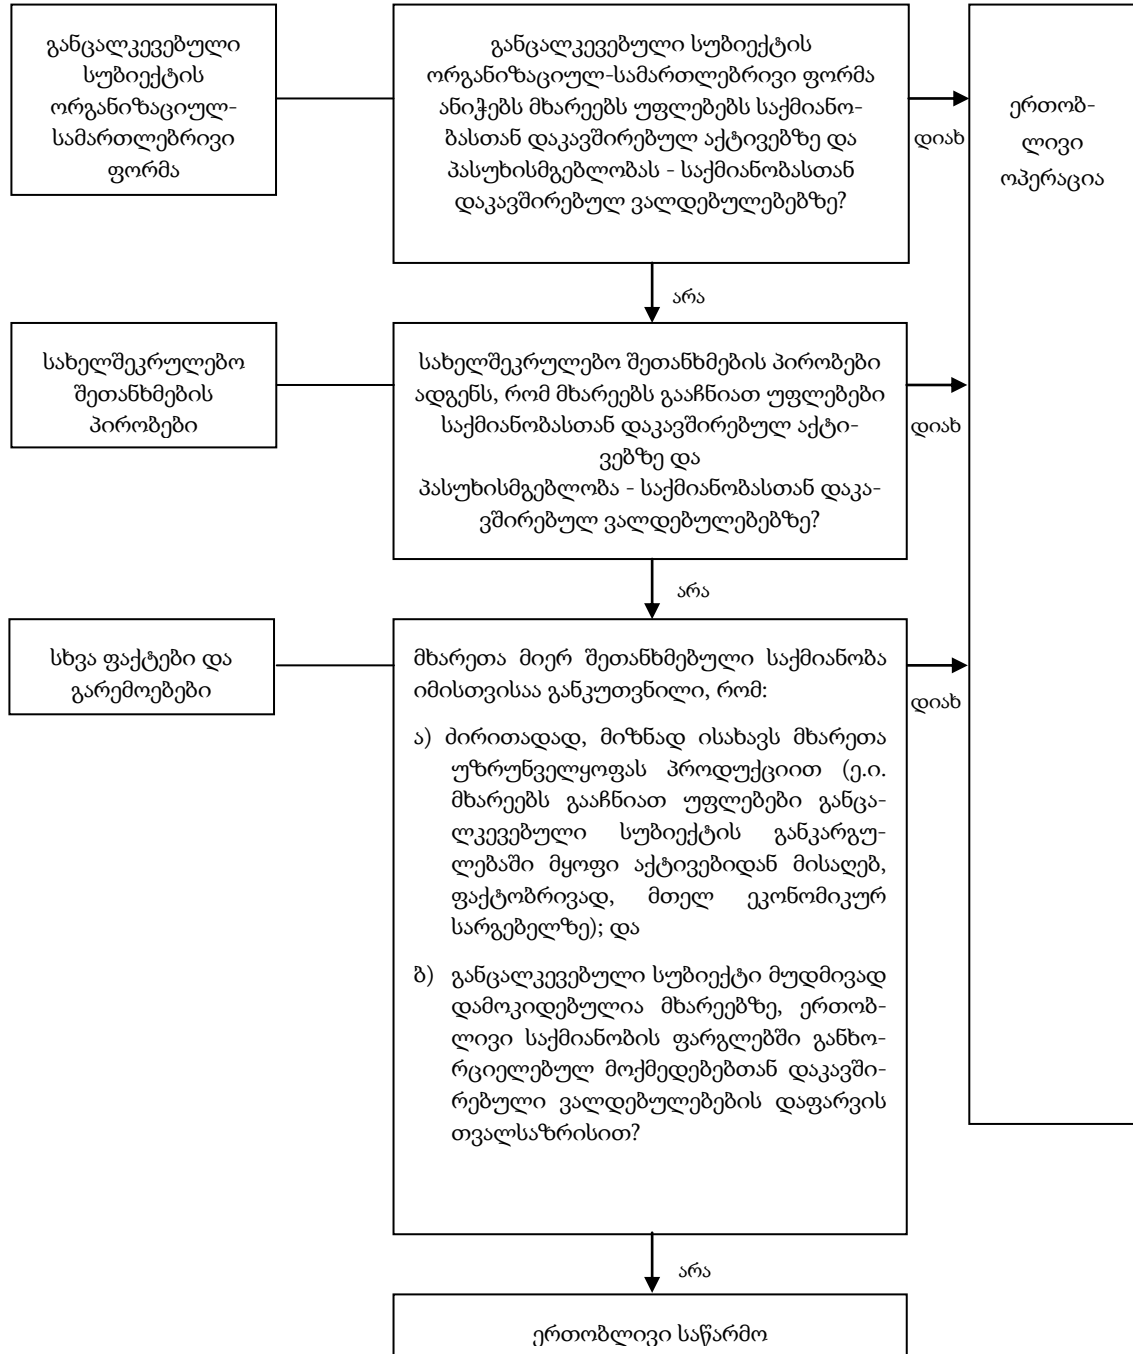 განცალკევებული
სუბიექტის
ორგანიზაციულ-
სამართლებრივი
ფორმა
განცალკევებული სუბიექტის
ორგანიზაციულ-სამართლებრივი ფორმა
ანიჭებს მხარეებს უფლებებს საქმიანო-
ბასთან დაკავშირებულ აქტივებზე და
პასუხისმგებლობას - საქმიანობასთან
დაკავშირებულ ვალდებულებებზე?
დიახ
ერთობ-
ლივი
ოპერაცია
არა
სახელშეკრულებო
შეთანხმების
პირობები
სახელშეკრულებო შეთანხმების პირობები
ადგენს, რომ მხარეებს გააჩნიათ უფლებები
საქმიანობასთან დაკავშირებულ აქტი-
ვებზე და
პასუხისმგებლობა - საქმიანობასთან დაკა-
ვშირებულ ვალდებულებებზე?
დიახ
არა
სხვა ფაქტები და
გარემოებები
მხარეთა მიერ შეთანხმებული საქმიანობა
იმისთვისაა განკუთვნილი, რომ:
ა) ძირითადად, მიზნად ისახავს მხარეთა
უზრუნველყოფას პროდუქციით (ე.ი.
მხარეებს გააჩნიათ უფლებები განცა-
ლკევებული სუბიექტის განკარგუ-
ლებაში მყოფი აქტივებიდან მისაღებ,
ფაქტობრივად, მთელ ეკონომიკურ
სარგებელზე); და
ბ) განცალკევებული სუბიექტი მუდმივად
დამოკიდებულია მხარეებზე, ერთობ-
ლივი საქმიანობის ფარგლებში განხო-
რციელებულ მოქმედებებთან დაკავში-
რებული ვალდებულებების დაფარვის
თვალსაზრისით?
დიახ
არა
ერთობლივი საწარმო